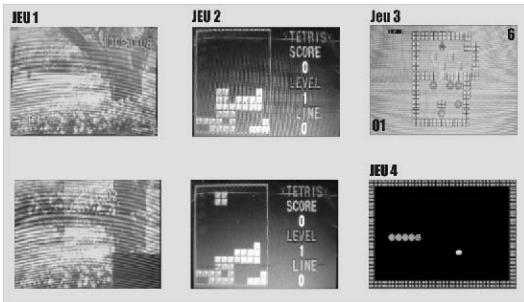 JEU 1
JEU 2
TETRIS
SCORE
0
LEVEL
1
LINE
0
Jeu 3
6
01
TETRIS
SCORE
0
LEVEL
1
LINE
0
JEU 4